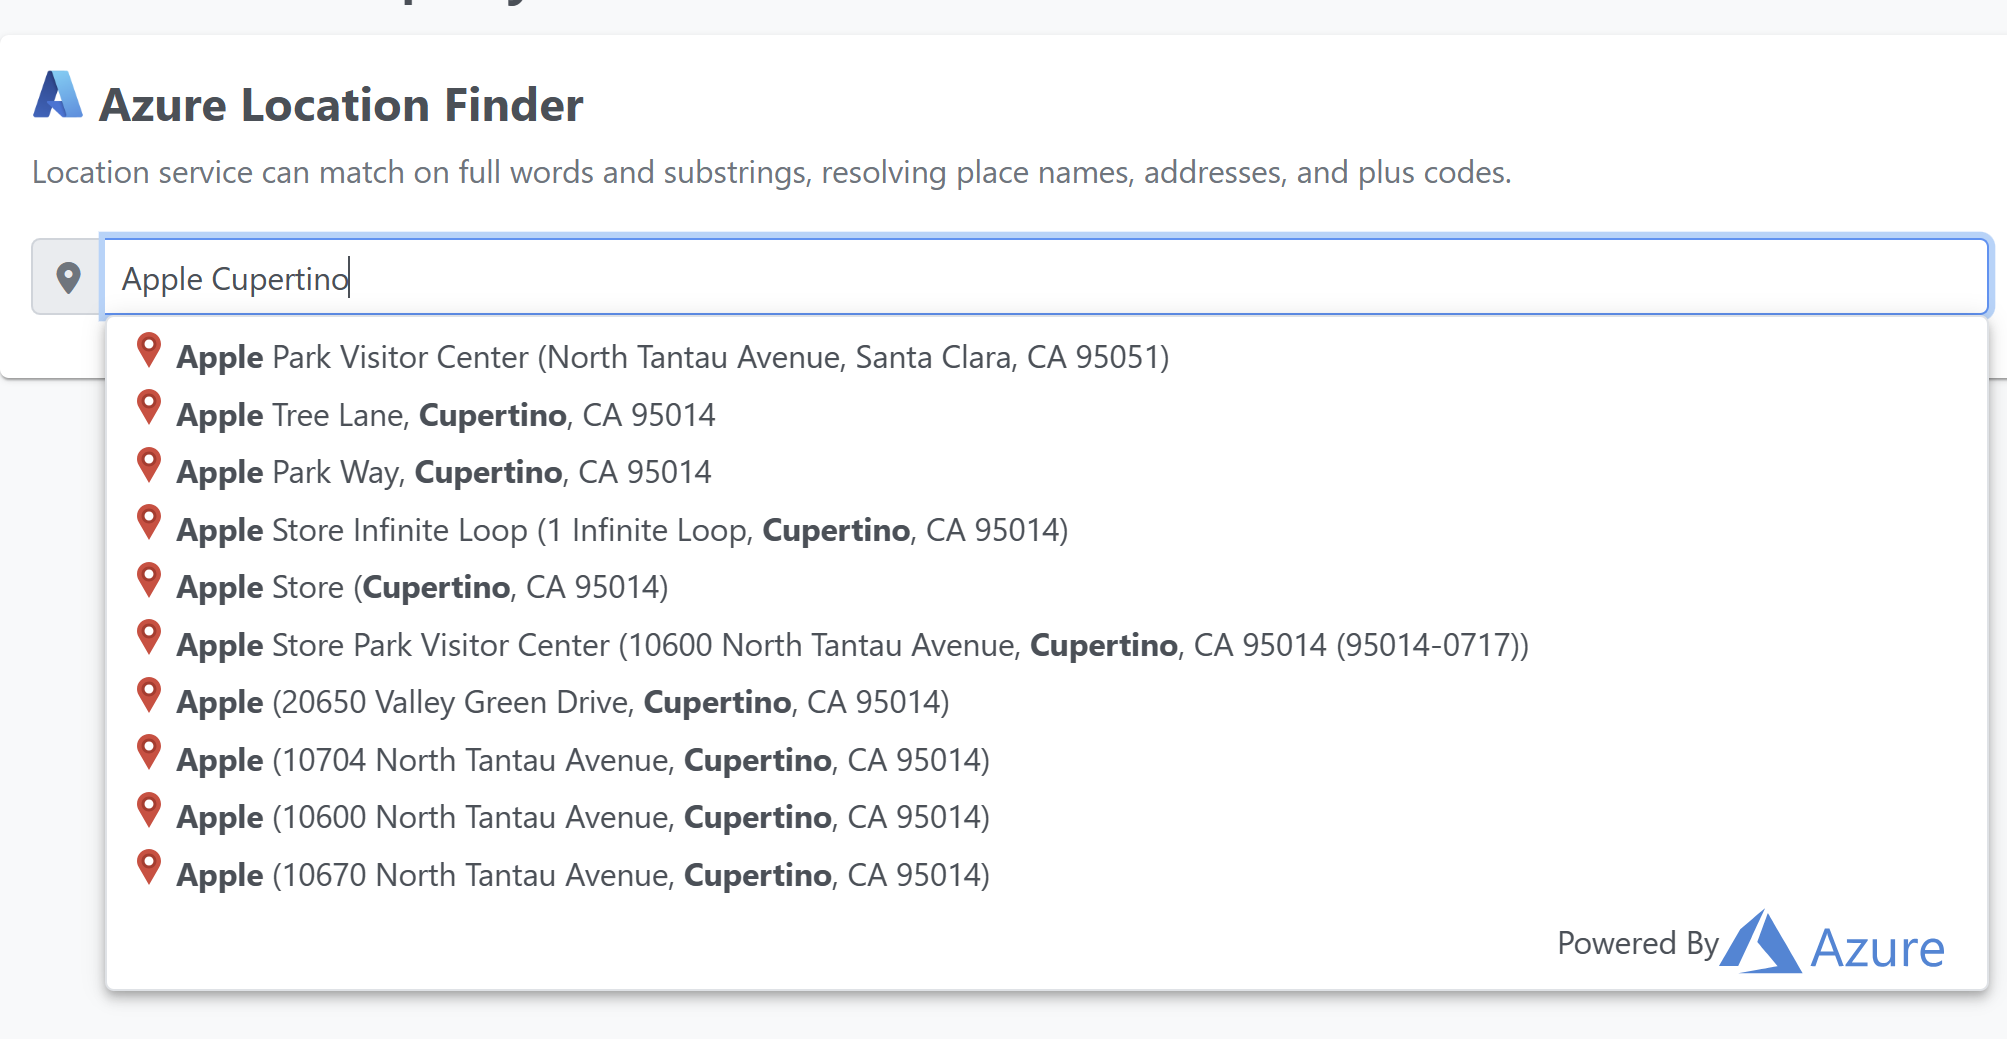 Azure Location Finder
Location service can match on full words and substrings, resolving place names, addresses, and plus codes.
Apple Cupertino
Apple Park Visitor Center (North Tantau Avenue, Santa Clara, CA 95051)
Apple Tree Lane, Cupertino, CA 95014
Apple Park Way, Cupertino, CA 95014
Apple Store Infinite Loop (1 Infinite Loop, Cupertino, CA 95014)
Apple Store (Cupertino, CA 95014)
Apple Store Park Visitor Center (10600 North Tantau Avenue, Cupertino, CA 95014 (95014-0717))
Apple (20650 Valley Green Drive, Cupertino, CA 95014)
Apple (10704 North Tantau Avenue, Cupertino, CA 95014)
Apple (10600 North Tantau Avenue, Cupertino, CA 95014)
Apple (10670 North Tantau Avenue, Cupertino, CA 95014)
Powered By Azure